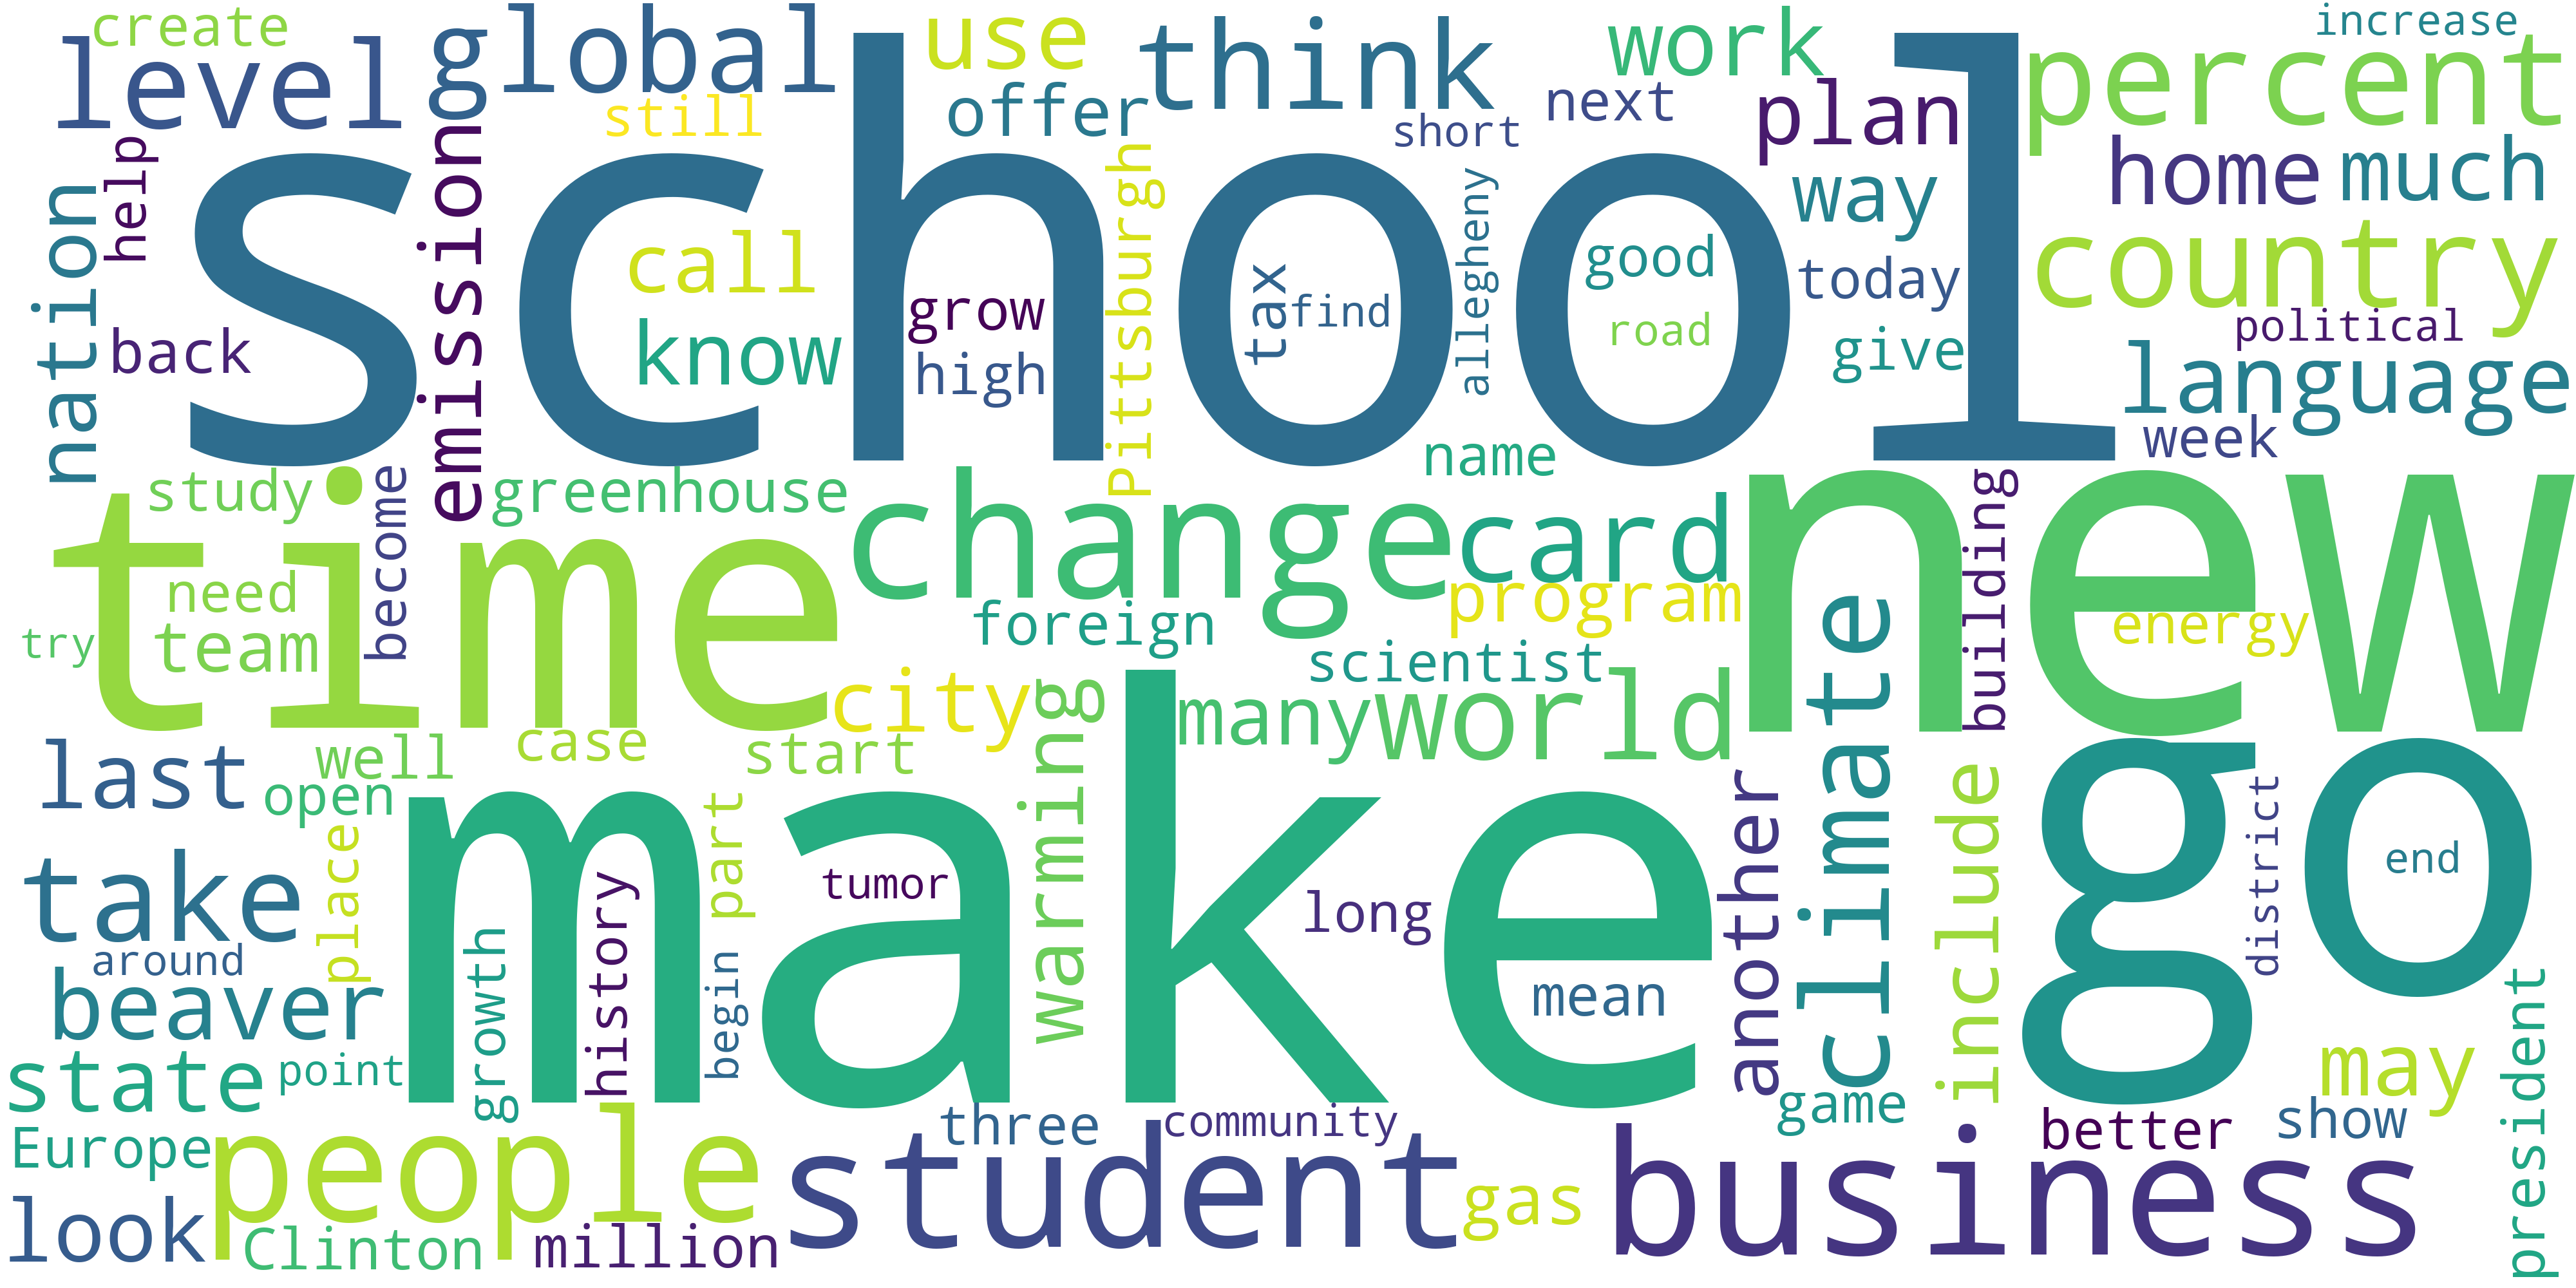 create
level
global
use
think
work
increase
percent
still
offer
short
next
plan
home
much
help
emission
school
nation
call
Pittsburgh
allegheny
good
way
today
country
back
know
grow
high
tax
find
road
give
political
language
week
study
become
greenhouse
name
time
change
card
new
building
need
team
try
foreign
program
energy
scientist
city
many
world
climate
warming
last
well
case
start
open
make
go
another
include
district
end
take
place
part
tumor
long
around
beaver
growth
history
begin
mean
state
point
may
president
Europe
people
three
community
game
better
show
student
business
look
Clinton
million
gas